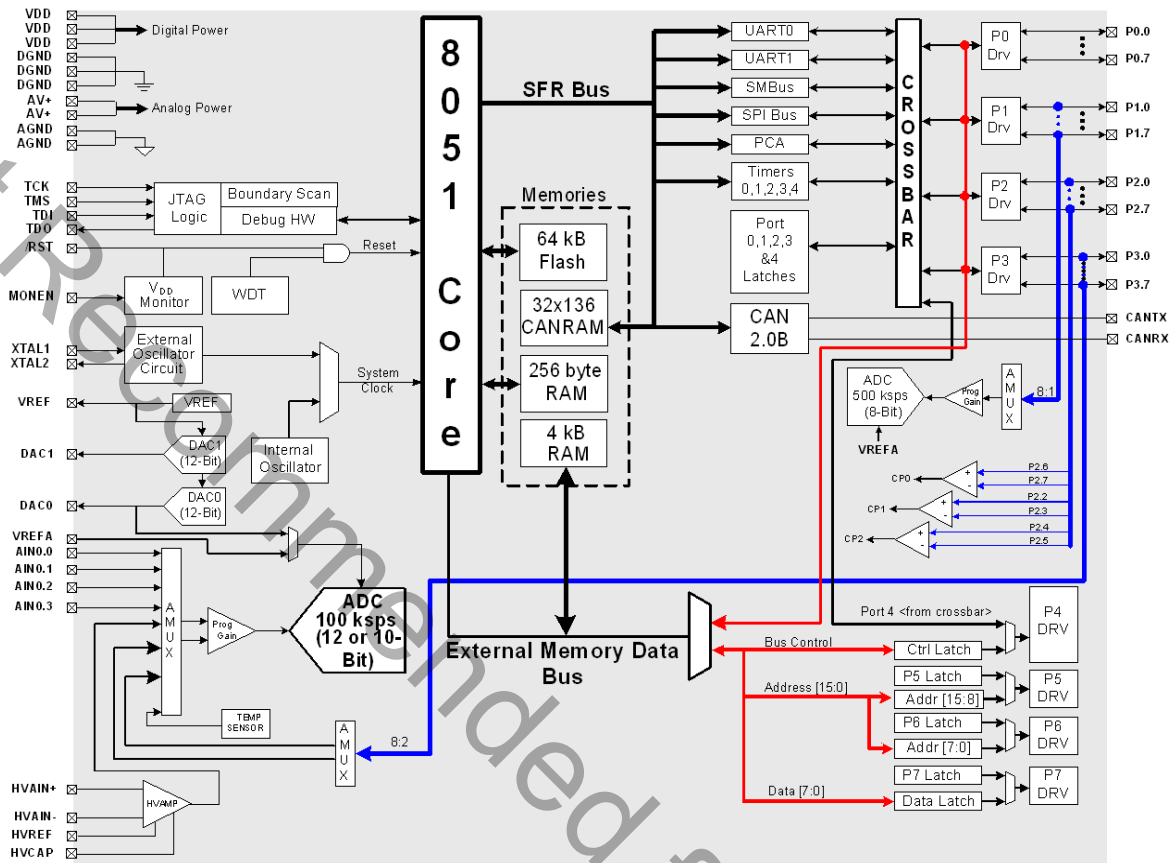 VDD
VDD
VDD
Digital Power
DGND
DGND
DGND
AV+
AV+
Analog Power
AGND
AGND
TCK
TMS
TDI
TDO
JTAG
Logic
Boundary Scan
Debug HW
/RST
Reset
VDD
Monitor
WDT
MONEN
XTAL1
XTAL2
External
Oscillator
Circuit
System
Clock
VREF
VREF
DAC1
DAC1
(12-Bit)
Internal
Oscillator
DAC0
DAC0
(12-Bit)
VREFA
AIN0.0
AIN0.1
AIN0.2
AIN0.3
AMUX
Prog
Gain
ADC
100 ksps
(12 or 10-
Bit)
TEMP
SENSOR
AMUX
8:2
HVAIN+
HVAIN-
HVREF
HVCAP
HVAMP
8051 Core
SFR Bus
Memories
64 kB
Flash
32x136
CANRAM
256 byte
RAM
4 kB
RAM
External Memory Data
Bus
UART0
UART1
SMBus
SPI Bus
PCA
Timers
0,1,2,3,4
Port
0,1,2,3
&4
Latches
CAN
2.0B
CROSSBAR
P0
Drv
P1
Drv
P2
Drv
P3
Drv
P0.0
P0.7
P1.0
P1.7
P2.0
P2.7
P3.0
P3.7
CANTX
CANRX
ADC
500 ksps
(8-Bit)
Prog
Gain
AMUX
8:1
VREFA
CP0
+
-
P2.6
P2.7
CP1
+
-
P2.2
P2.3
CP2
+
-
P2.4
P2.5
Port 4 <from crossbar>
Bus Control
Ctrl Latch
P4
DRV
Address [15:0]
P5 Latch
Addr [15:8]
P5
DRV
P6 Latch
Addr [7:0]
P6
DRV
Data [7:0]
P7 Latch
Data Latch
P7
DRV
Recommended f